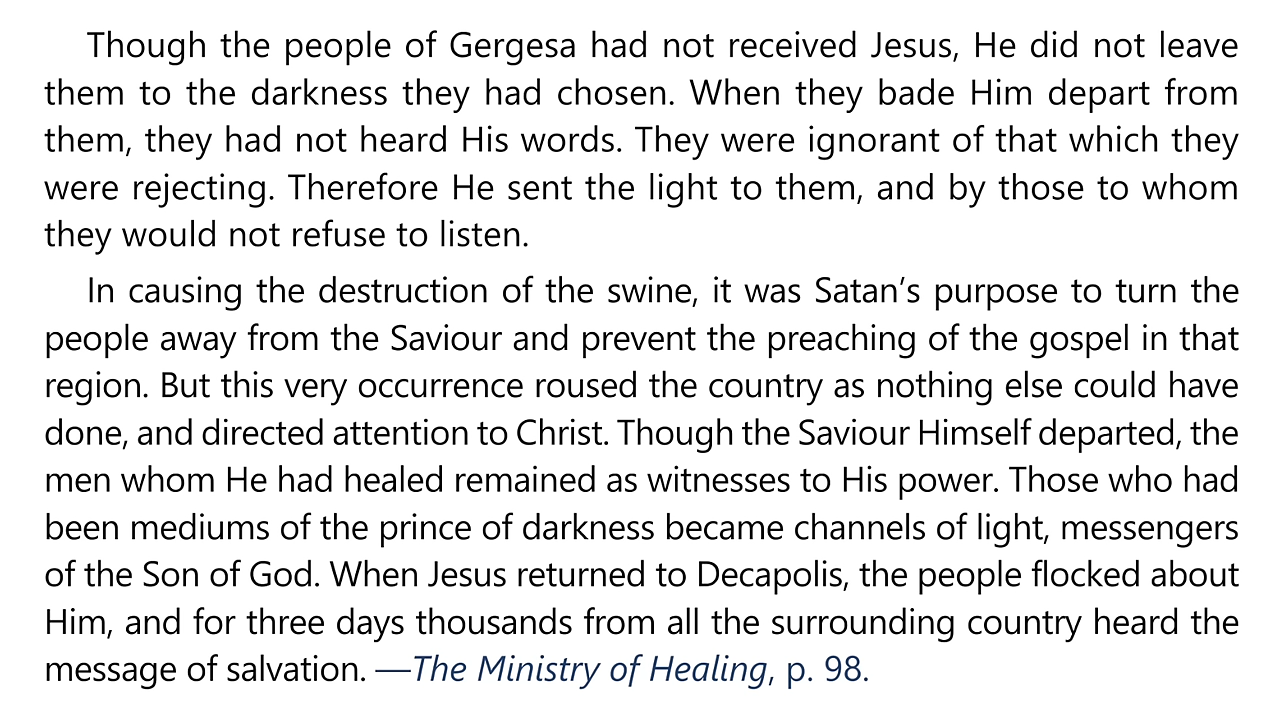 Though the people of Gergesa had not received Jesus, He did not leave
them to the darkness they had chosen. When they bade Him depart from
them, they had not heard His words. They were ignorant of that which they
were rejecting. Therefore He sent the light to them, and by those to whom
they would not refuse to listen.
In causing the destruction of the swine, it was Satan’s purpose to turn the
people away from the Saviour and prevent the preaching of the gospel in that
region. But this very occurrence roused the country as nothing else could have
done, and directed attention to Christ. Though the Saviour Himself departed, the
men whom He had healed remained as witnesses to His power. Those who had
been mediums of the prince of darkness became channels of light, messengers
of the Son of God. When Jesus returned to Decapolis, the people flocked about
Him, and for three days thousands from all the surrounding country heard the
message of salvation. —The Ministry of Healing, p. 98.